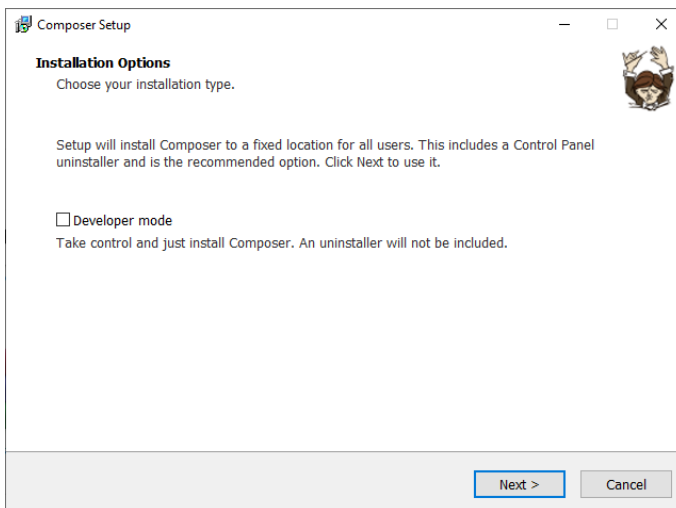 Composer Setup
Installation Options
Choose your installation type.
Setup will install Composer to a fixed location for all users. This includes a Control Panel
uninstaller and is the recommended option. Click Next to use it.
Developer mode
Take control and just install Composer. An uninstaller will not be included.
Next >
Cancel